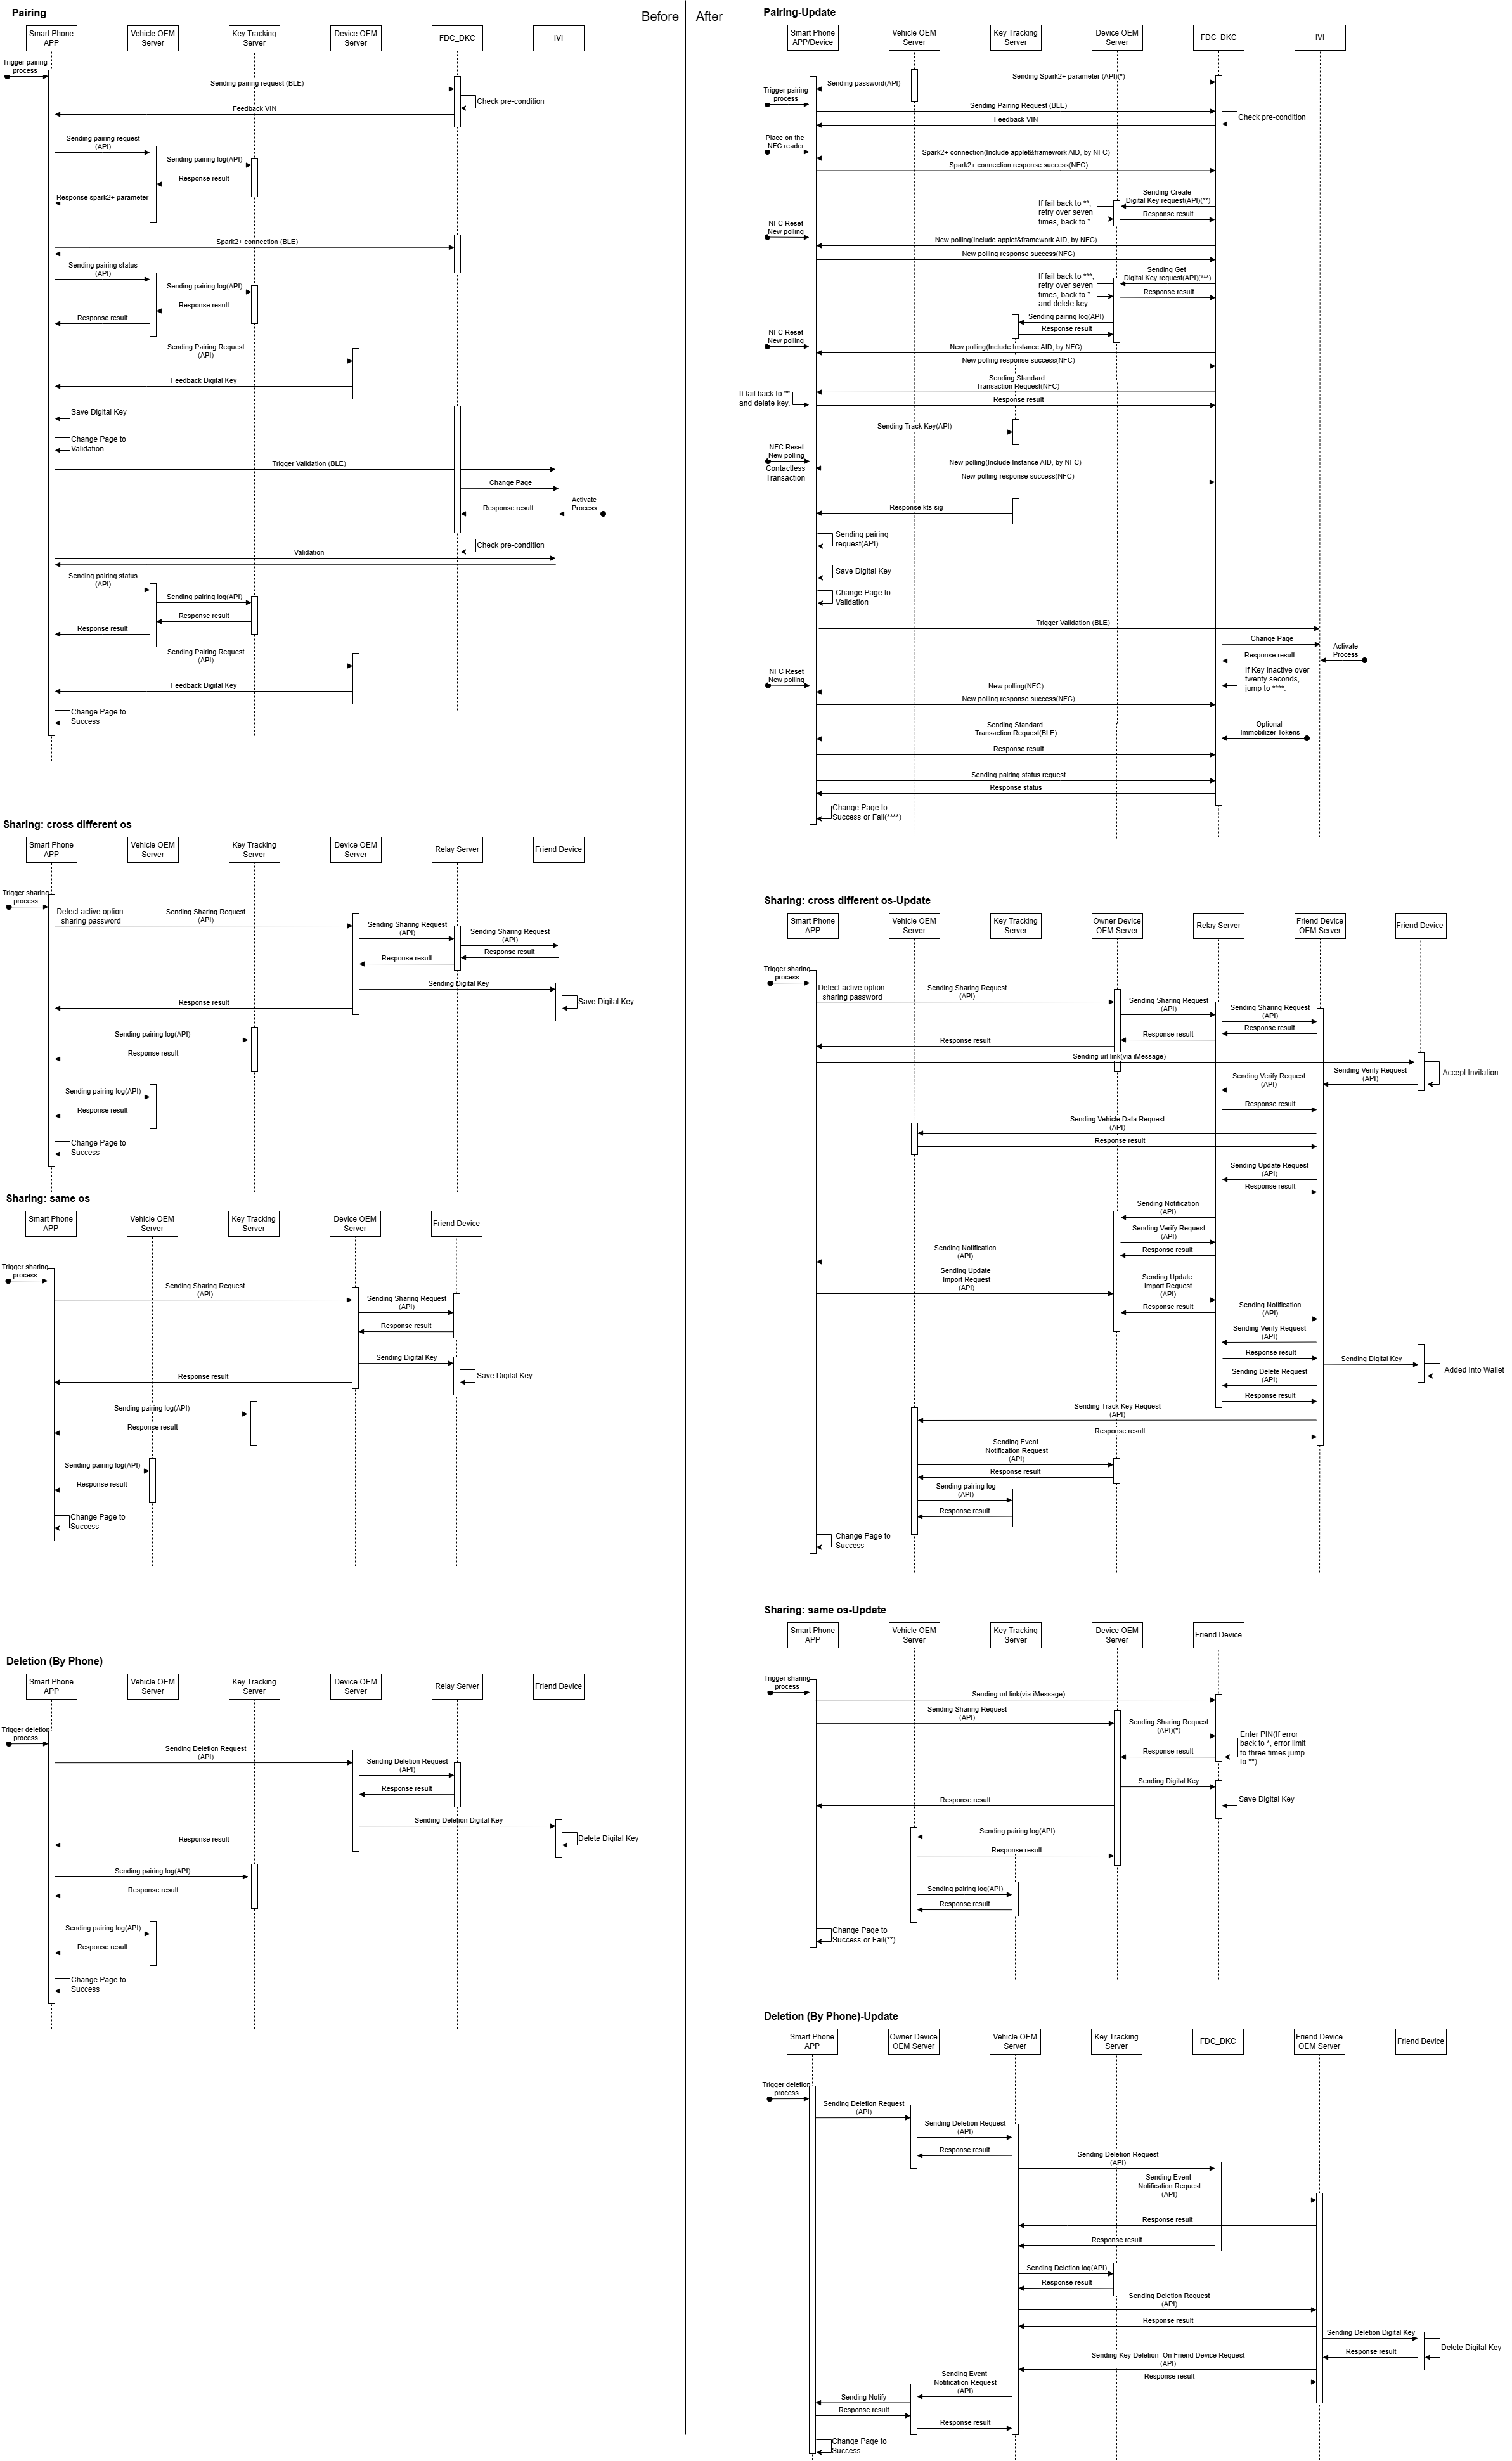 Pairing
Before
After
Smart Phone
APP
Vehicle OEM
Server
Key Tracking
Server
Device OEM
Server
FDC_DKC
IVI
Trigger pairing
process
Sending pairing request (BLE)
Check pre-condition
Feedback VIN
Sending pairing request
(API)
Sending pairing log(API)
Response result
Response spark2+ parameter
Spark2+ connection (BLE)
Sending pairing status
(API)
Sending pairing log(API)
Response result
Response result
Sending Pairing Request
(API)
Feedback Digital Key
Save Digital Key
Change Page to
Validation
Trigger Validation (BLE)
Change Page
Activate
Process
Response result
Check pre-condition
Validation
Sending pairing status
(API)
Sending pairing log(API)
Response result
Response result
Sending Pairing Request
(API)
Feedback Digital Key
Change Page to
Success
Sharing: cross different os
Smart Phone
APP
Vehicle OEM
Server
Key Tracking
Server
Device OEM
Server
Relay Server
Friend Device
Trigger sharing
process
Detect active option:
sharing password
Sending Sharing Request
(API)
Sending Sharing Request
(API)
Sending Sharing Request
(API)
Response result
Response result
Sending Digital Key
Save Digital Key
Response result
Sending pairing log(API)
Response result
Sending pairing log(API)
Response result
Change Page to
Success
Sharing: same os
Smart Phone
APP
Vehicle OEM
Server
Key Tracking
Server
Device OEM
Server
Friend Device
Trigger sharing
process
Sending Sharing Request
(API)
Sending Sharing Request
(API)
Response result
Sending Digital Key
Save Digital Key
Response result
Sending pairing log(API)
Response result
Sending pairing log(API)
Response result
Change Page to
Success
Deletion (By Phone)
Smart Phone
APP
Vehicle OEM
Server
Key Tracking
Server
Device OEM
Server
Relay Server
Friend Device
Trigger deletion
process
Sending Deletion Request
(API)
Sending Deletion Request
(API)
Response result
Sending Deletion Digital Key
Delete Digital Key
Response result
Sending pairing log(API)
Response result
Sending pairing log(API)
Response result
Change Page to
Success
Pairing-Update
Smart Phone
APP/Device
Vehicle OEM
Server
Key Tracking
Server
Device OEM
Server
FDC_DKC
IVI
Sending Spark2+ parameter (API)(*)
Sending password(API)
Trigger pairing
process
Sending Pairing Request (BLE)
Check pre-condition
Feedback VIN
Place on the
NFC reader
Spark2+ connection(Include applet&framework AID, by NFC)
Spark2+ connection response success(NFC)
Sending Create
Digital Key request(API)(**)
If fail back to **,
retry over seven
times, back to *.
Response result
NFC Reset
New polling
New polling(Include applet&framework AID, by NFC)
New polling response success(NFC)
Sending Get
Digital Key request(API)(***)
If fail back to ***,
retry over seven
times, back to *
and delete key.
Response result
Sending pairing log(API)
Response result
NFC Reset
New polling
New polling(Include Instance AID, by NFC)
New polling response success(NFC)
Sending Standard
Transaction Request(NFC)
If fail back to **
and delete key.
Response result
Sending Track Key(API)
NFC Reset
New polling
Contactless
Transaction
New polling(Include Instance AID, by NFC)
New polling response success(NFC)
Response kts-sig
Sending pairing
request(API)
Save Digital Key
Change Page to
Validation
Trigger Validation (BLE)
Change Page
Activate
Process
Response result
If Key inactive over
twenty seconds,
jump to ****.
NFC Reset
New polling
New polling(NFC)
New polling response success(NFC)
Sending Standard
Transaction Request(BLE)
Optional
Immobilizer Tokens
Response result
Sending pairing status request
Response status
Change Page to
Success or Fail(****)
Sharing: cross different os-Update
Smart Phone
APP
Vehicle OEM
Server
Key Tracking
Server
Owner Device
OEM Server
Relay Server
Friend Device
OEM Server
Friend Device
Trigger sharing
process
Detect active option:
sharing password
Sending Sharing Request
(API)
Sending Sharing Request
(API)
Sending Sharing Request
(API)
Response result
Response result
Response result
Sending url link(via iMessage)
Accept Invitation
Sending Verify Request
(API)
Sending Verify Request
(API)
Response result
Sending Vehicle Data Request
(API)
Response result
Sending Update Request
(API)
Response result
Sending Notification
(API)
Sending Verify Request
(API)
Response result
Sending Notification
(API)
Sending Update
Import Request
(API)
Sending Update
Import Request
(API)
Response result
Sending Notification
(API)
Sending Verify Request
(API)
Response result
Sending Digital Key
Added Into Wallet
Sending Delete Request
(API)
Response result
Sending Track Key Request
(API)
Response result
Sending Event
Notification Request
(API)
Response result
Sending pairing log
(API)
Response result
Change Page to
Success
Sharing: same os-Update
Smart Phone
APP
Vehicle OEM
Server
Key Tracking
Server
Device OEM
Server
Friend Device
Trigger sharing
process
Sending url link(via iMessage)
Sending Sharing Request
(API)
Sending Sharing Request
(API)(*)
Enter PIN(If error
back to *, error limit
to three times jump
to **)
Response result
Sending Digital Key
Save Digital Key
Response result
Sending pairing log(API)
Response result
Sending pairing log(API)
Response result
Change Page to
Success or Fail(**)
Deletion (By Phone)-Update
Smart Phone
APP
Owner Device
OEM Server
Vehicle OEM
Server
Key Tracking
Server
FDC_DKC
Friend Device
OEM Server
Friend Device
Trigger deletion
process
Sending Deletion Request
(API)
Sending Deletion Request
(API)
Response result
Sending Deletion Request
(API)
Sending Event
Notification Request
(API)
Response result
Response result
Sending Deletion log(API)
Response result
Sending Deletion Request
(API)
Response result
Sending Deletion Digital Key
Delete Digital Key
Response result
Sending Key Deletion On Friend Device Request
(API)
Response result
Sending Event
Notification Request
(API)
Sending Notify
Response result
Response result
Change Page to
Success